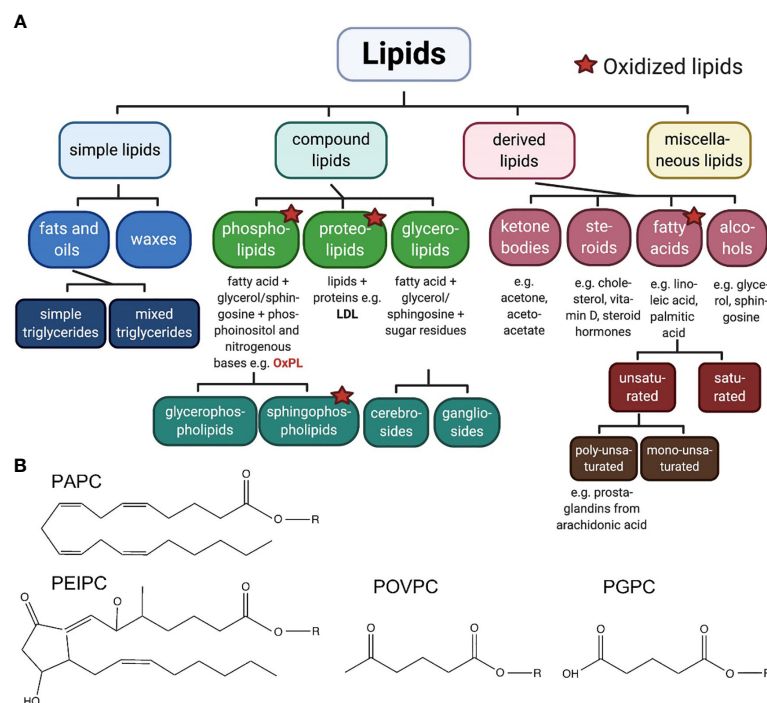 A
Lipids
Oxidized lipids
simple lipids
compound
lipids
derived
lipids
miscella-
neous lipids
fats and
oils
waxes
phospho-
lipids
proteo-
lipids
glycero-
lipids
ketone
bodies
ste-
roids
fatty
acids
alco-
hols
simple
triglycerides
mixed
triglycerides
fatty acid +
glycerol/sphin-
gosine + phos-
phoinositol and
nitrogenous
bases e.g. OxPL
lipids +
proteins e.g.
LDL
fatty acid +
glycerol/
sphingosine +
sugar residues
e.g.
acetone,
aceto-
acetate
e.g. chole-
sterol, vita-
min D, steroid
hormones
e.g. lino-
leic acid,
palmitic
acid
e.g. glyce-
rol, sphin-
gosine
glycerophos-
pholipids
sphingophos-
pholipids
cerebro-
sides
ganglio-
sides
unsatu-
rated
satu-
rated
poly-unsa-
turated
mono-unsa-
turated
e.g. prosta-
glandins from
arachidonic acid
B
PAPC
O
O
R
PEIPC
O
O
O
O
R
HO
POVPC
O
O
O
R
PGPC
O
OH
O
O
R